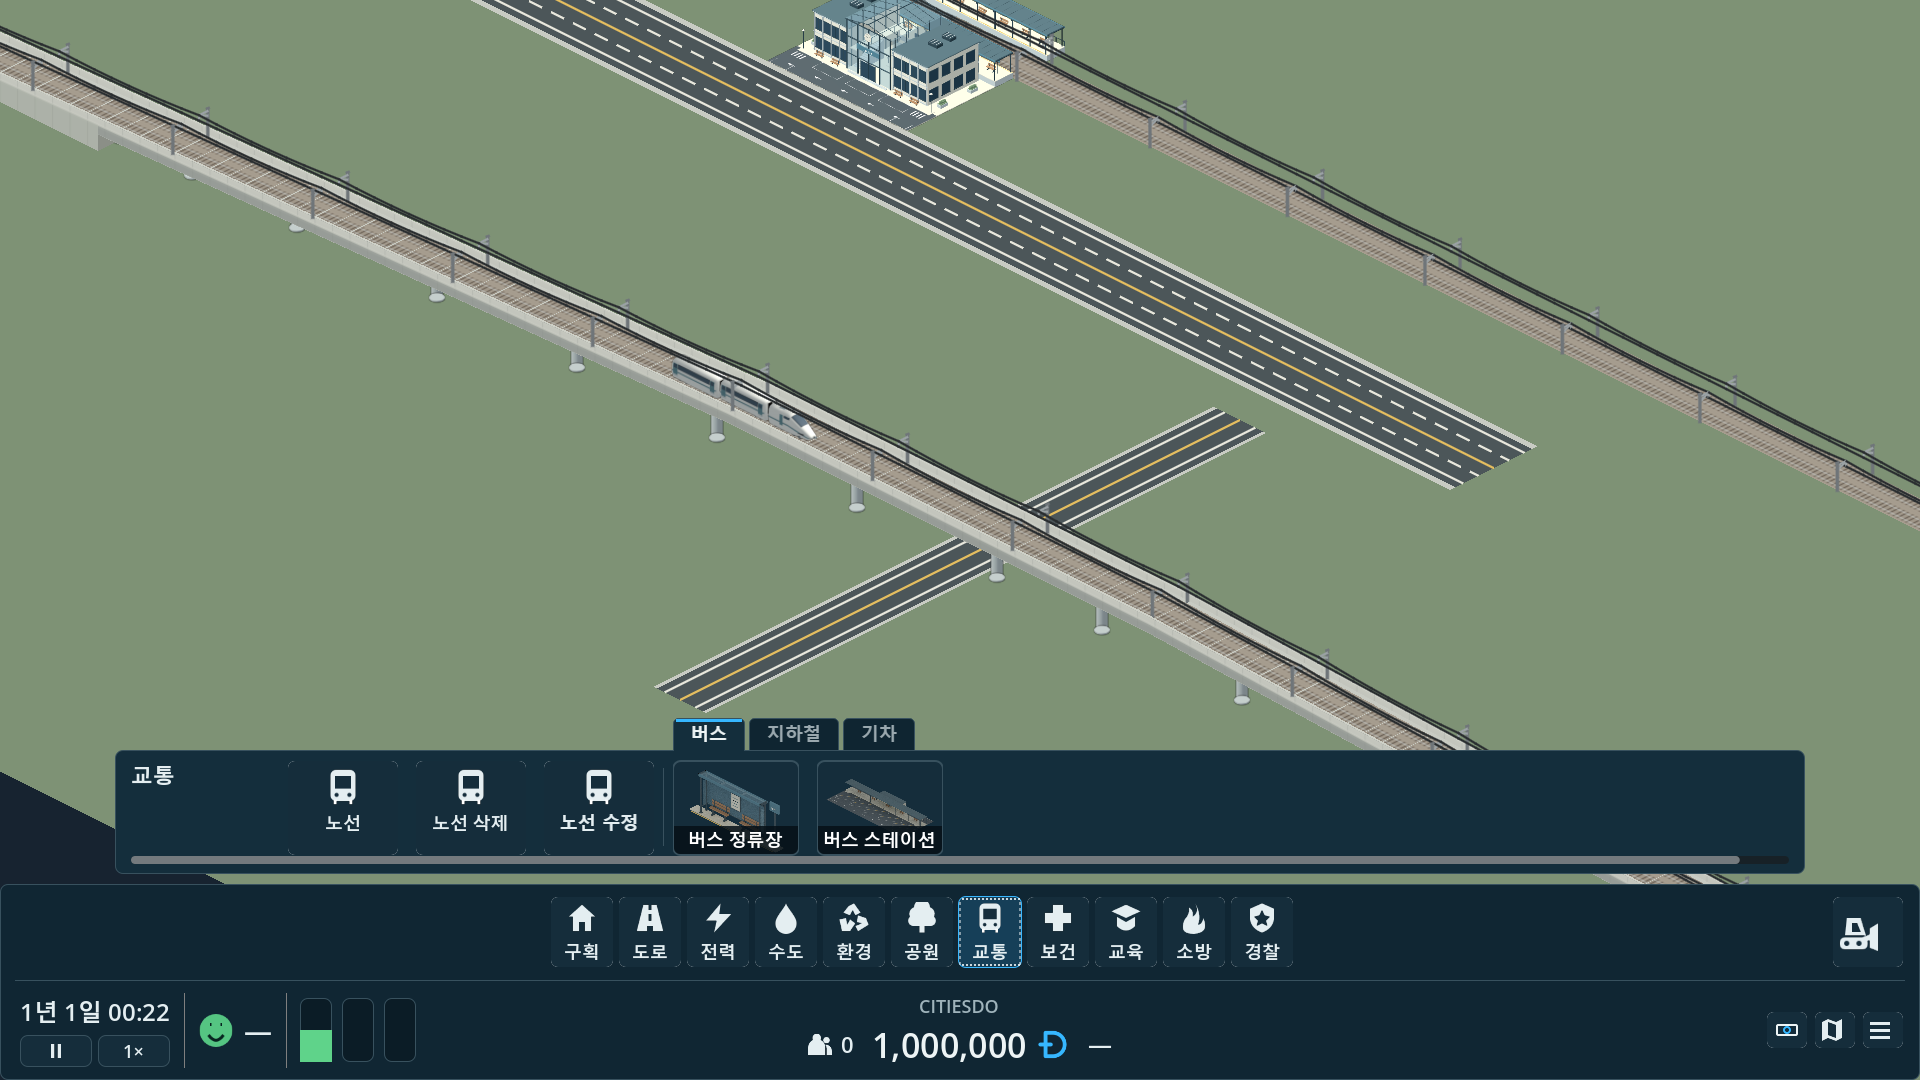 버스
지하철
기차
교통
노선
노선 삭제
노선 수정
버스 정류장
버스 스테이션
구획
도로
전력
수도
환경
공원
교통
보건
교육
소방
경찰
1년 1일 00:22
1×
—
CITIESDO
0
1,000,000 Đ —